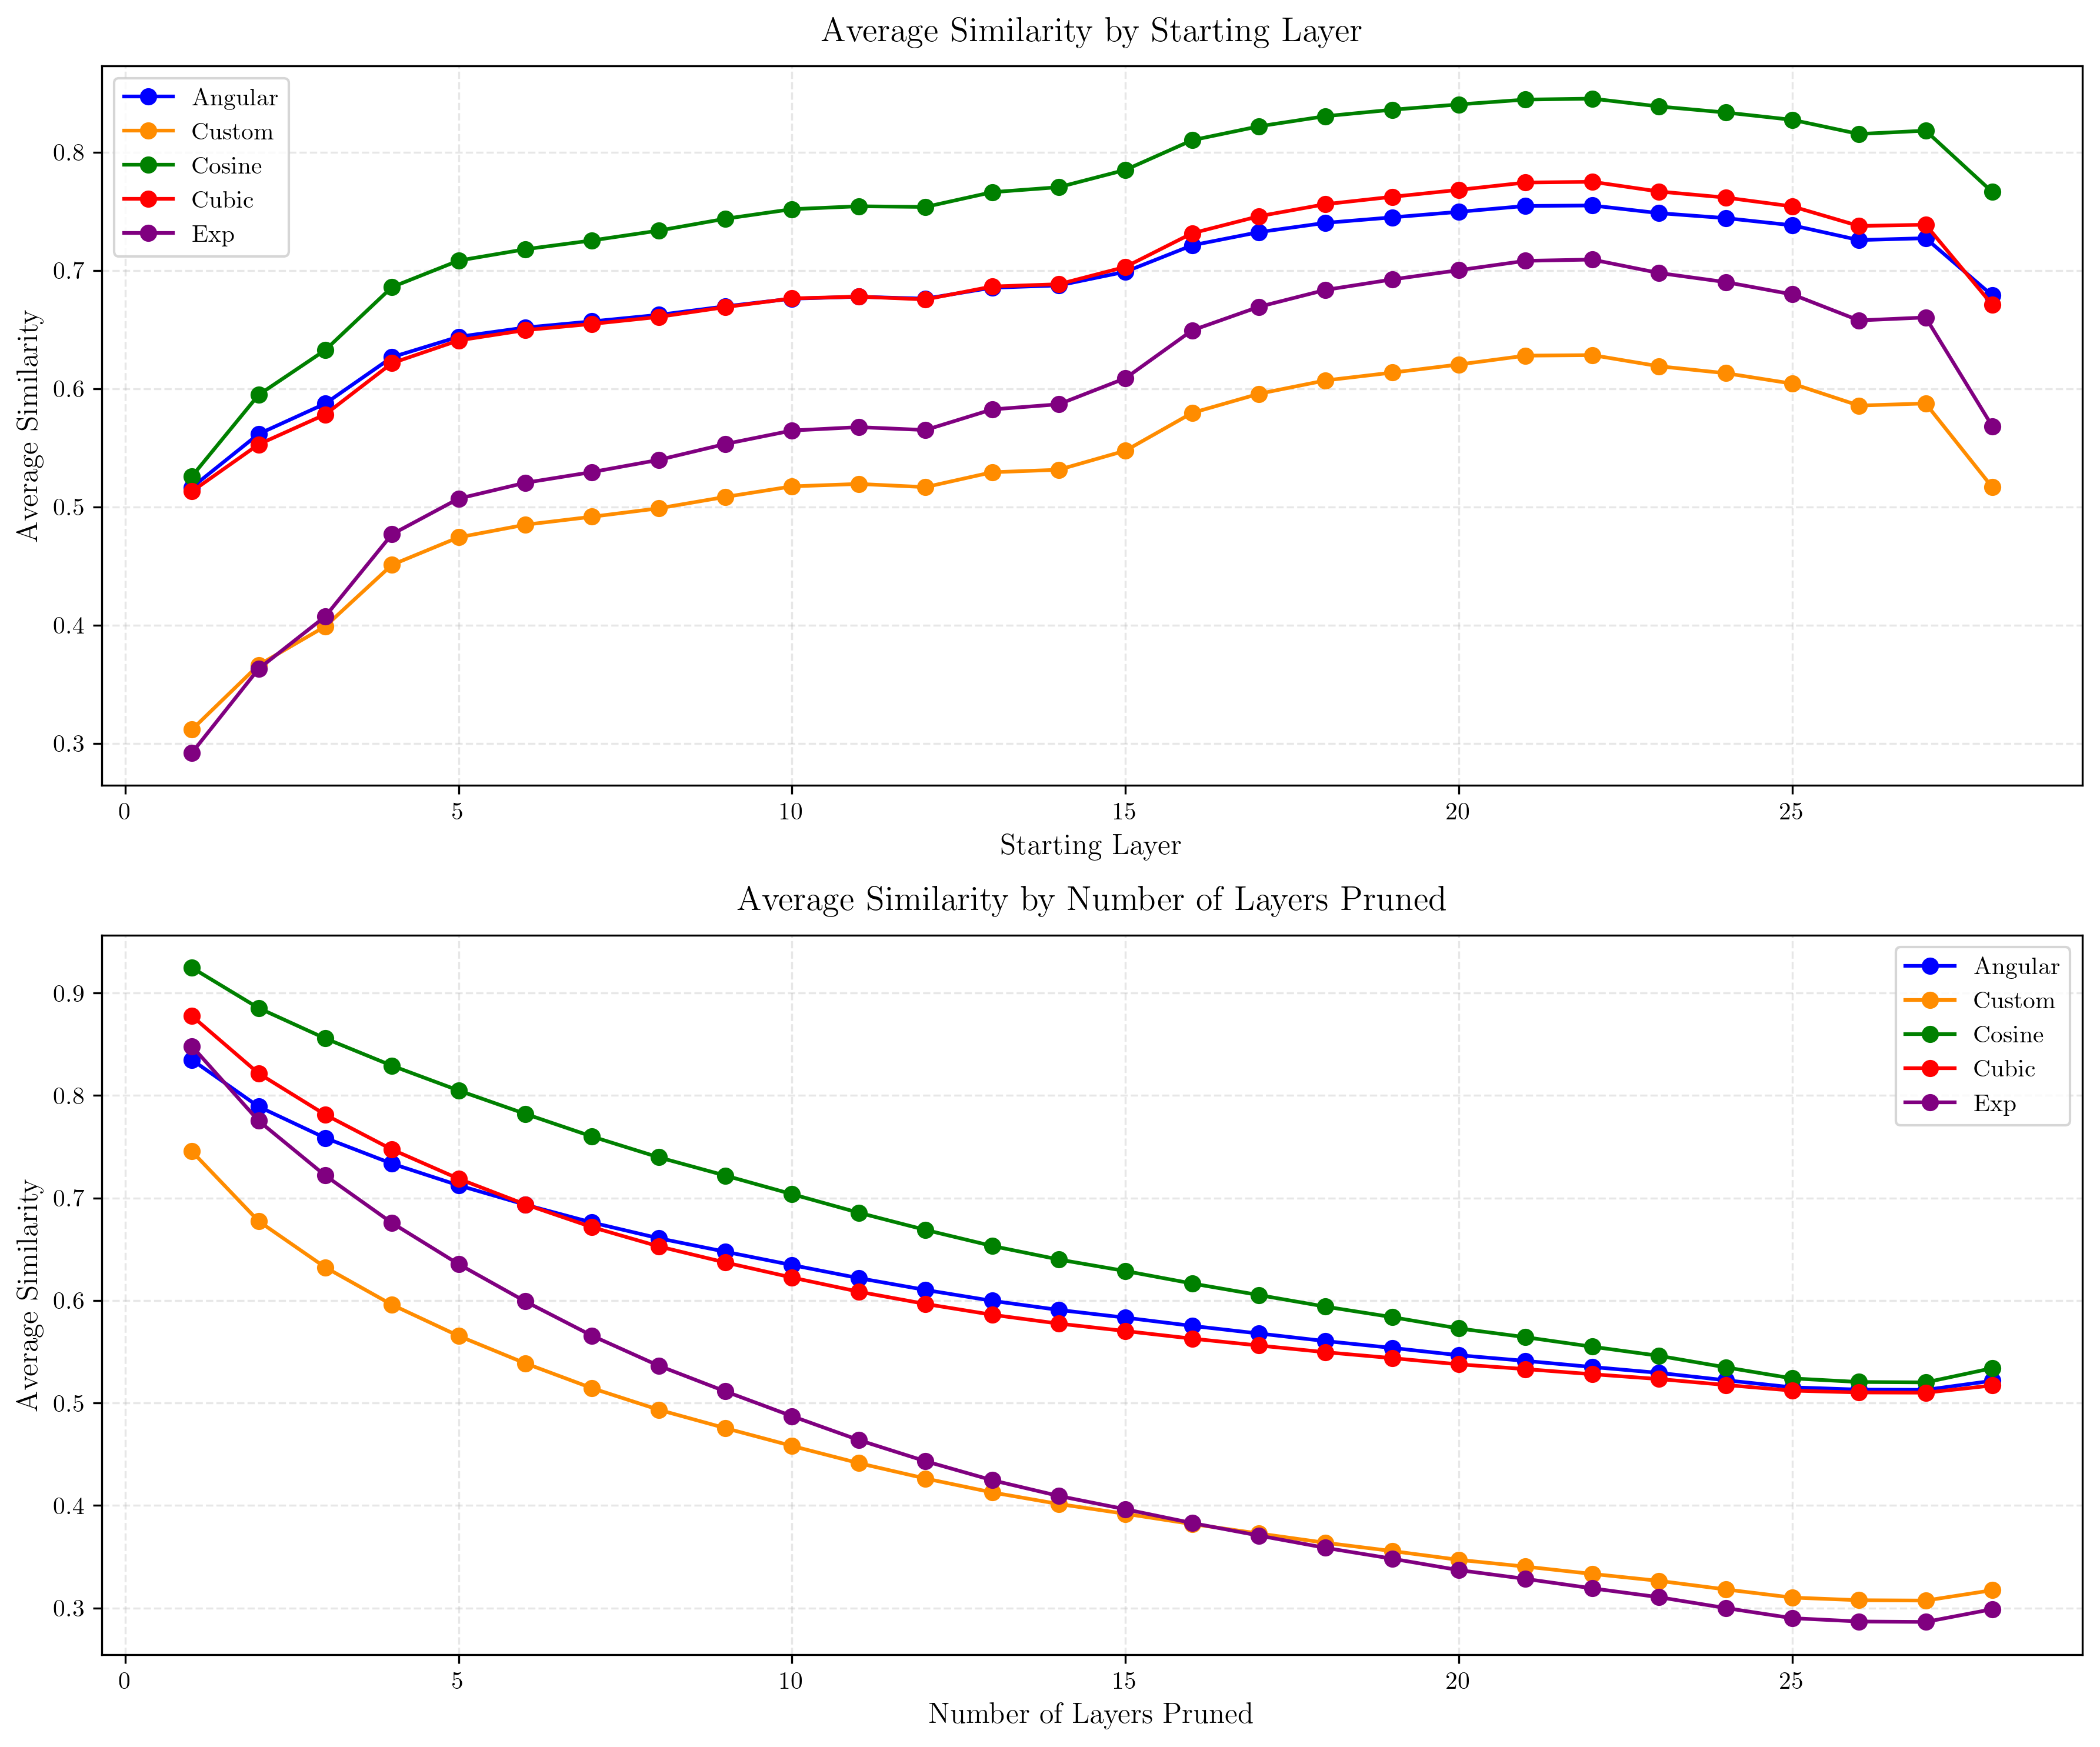 Average Similarity by Starting Layer
Angular
Custom
Cosine
Cubic
Exp
Average Similarity
0.8
0.7
0.6
0.5
0.4
0.3
0
5
10
15
20
25
Starting Layer
Average Similarity by Number of Layers Pruned
Angular
Custom
Cosine
Cubic
Exp
Average Similarity
0.9
0.8
0.7
0.6
0.5
0.4
0.3
0
5
10
15
20
25
Number of Layers Pruned